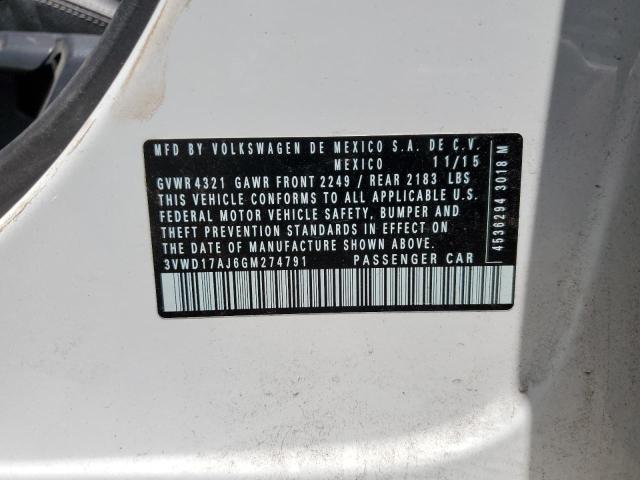 MFD BY VOLKSWAGEN DE MEXICO S.A. DE C.V.
MEXICO 11/15
GVWR 4321 GAWR FRONT 2249 / REAR 2183 LBS
THIS VEHICLE CONFORMS TO ALL APPLICABLE U.S.
FEDERAL MOTOR VEHICLE SAFETY, BUMPER AND
THEFT PREVENTION STANDARDS IN EFFECT ON
THE DATE OF MANUFACTURE SHOWN ABOVE.
3VWD17AJ6GM274791 PASSENGER CAR
4536294 3018 M